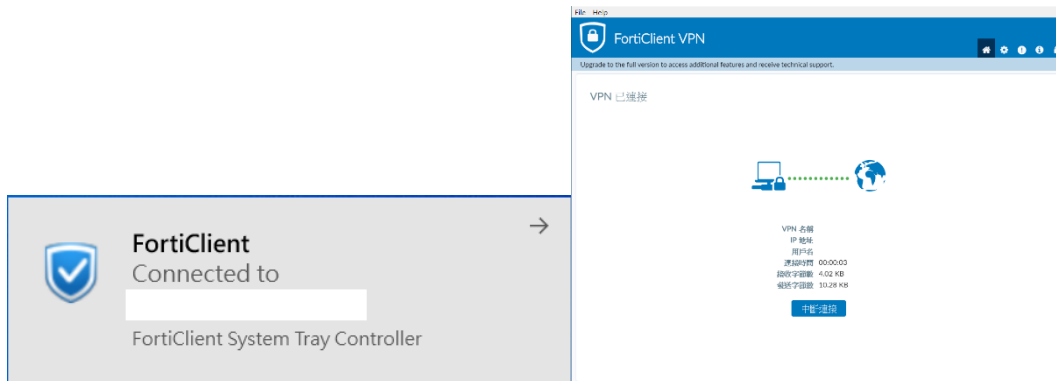 FortiClient
Connected to
FortiClient System Tray Controller
File Help
FortiClient VPN
Upgrade to the full version to access additional features and receive technical support.
VPN 已連接
VPN 名稱
IP 地址
用戶名
連線時間 00:00:03
接收字節數 4.02 KB
發送字節數 10.28 KB
中斷連接